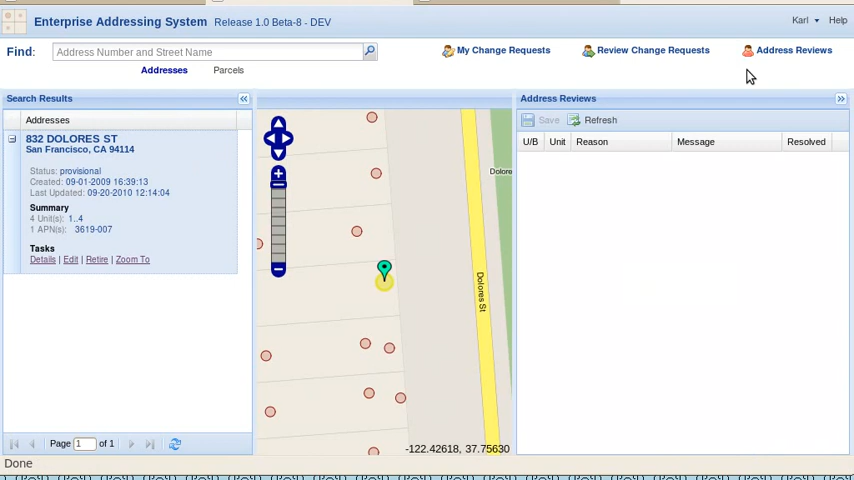 Enterprise Addressing System Release 1.0 Beta-8 - DEV
Karl Help
Find: Address Number and Street Name
My Change Requests Review Change Requests Address Reviews
Addresses Parcels
Search Results
Addresses
832 DOLORES ST
San Francisco, CA 94114
Status: provisional
Created: 09-01-2009 16:39:13
Last Updated: 09-20-2010 12:14:04
Summary
4 Unit(s): 1..4
1 APN(s): 3619-007
Tasks
Details | Edit | Retire | Zoom To
Page 1 of 1
Dolore
Dolores St
-122.42618, 37.75630
Address Reviews
Save Refresh
U/B Unit Reason Message Resolved
Done